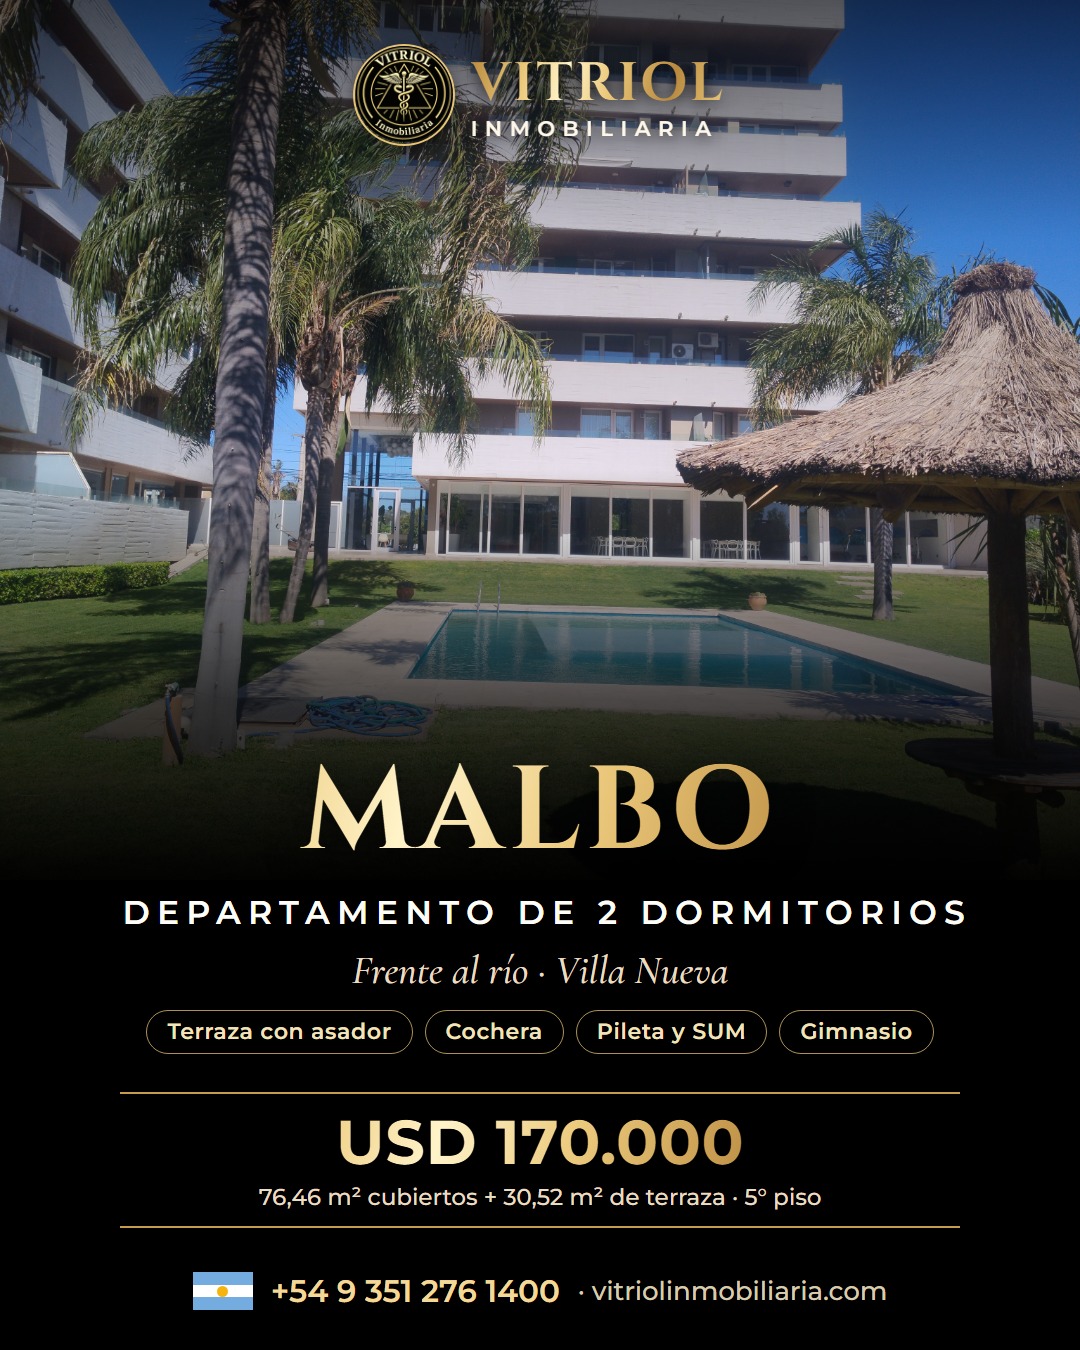 VITRIOL
Inmobiliaria
VITRIOL
INMOBILIARIA
MALBO
DEPARTAMENTO DE 2 DORMITORIOS
Frente al río · Villa Nueva
Terraza con asador
Cochera
Pileta y SUM
Gimnasio
USD 170.000
76,46 m² cubiertos + 30,52 m² de terraza · 5° piso
+54 9 351 276 1400 · vitriolinmobiliaria.com